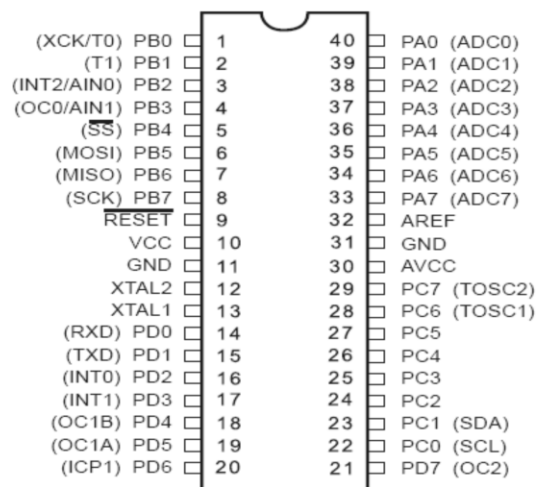 (XCK/T0) PB0 1 40 PA0 (ADC0)
(T1) PB1 2 39 PA1 (ADC1)
(INT2/AIN0) PB2 3 38 PA2 (ADC2)
(OC0/AIN1) PB3 4 37 PA3 (ADC3)
(SS) PB4 5 36 PA4 (ADC4)
(MOSI) PB5 6 35 PA5 (ADC5)
(MISO) PB6 7 34 PA6 (ADC6)
(SCK) PB7 8 33 PA7 (ADC7)
RESET 9 32 AREF
VCC 10 31 GND
GND 11 30 AVCC
XTAL2 12 29 PC7 (TOSC2)
XTAL1 13 28 PC6 (TOSC1)
(RXD) PD0 14 27 PC5
(TXD) PD1 15 26 PC4
(INT0) PD2 16 25 PC3
(INT1) PD3 17 24 PC2
(OC1B) PD4 18 23 PC1 (SDA)
(OC1A) PD5 19 22 PC0 (SCL)
(ICP1) PD6 20 21 PD7 (OC2)